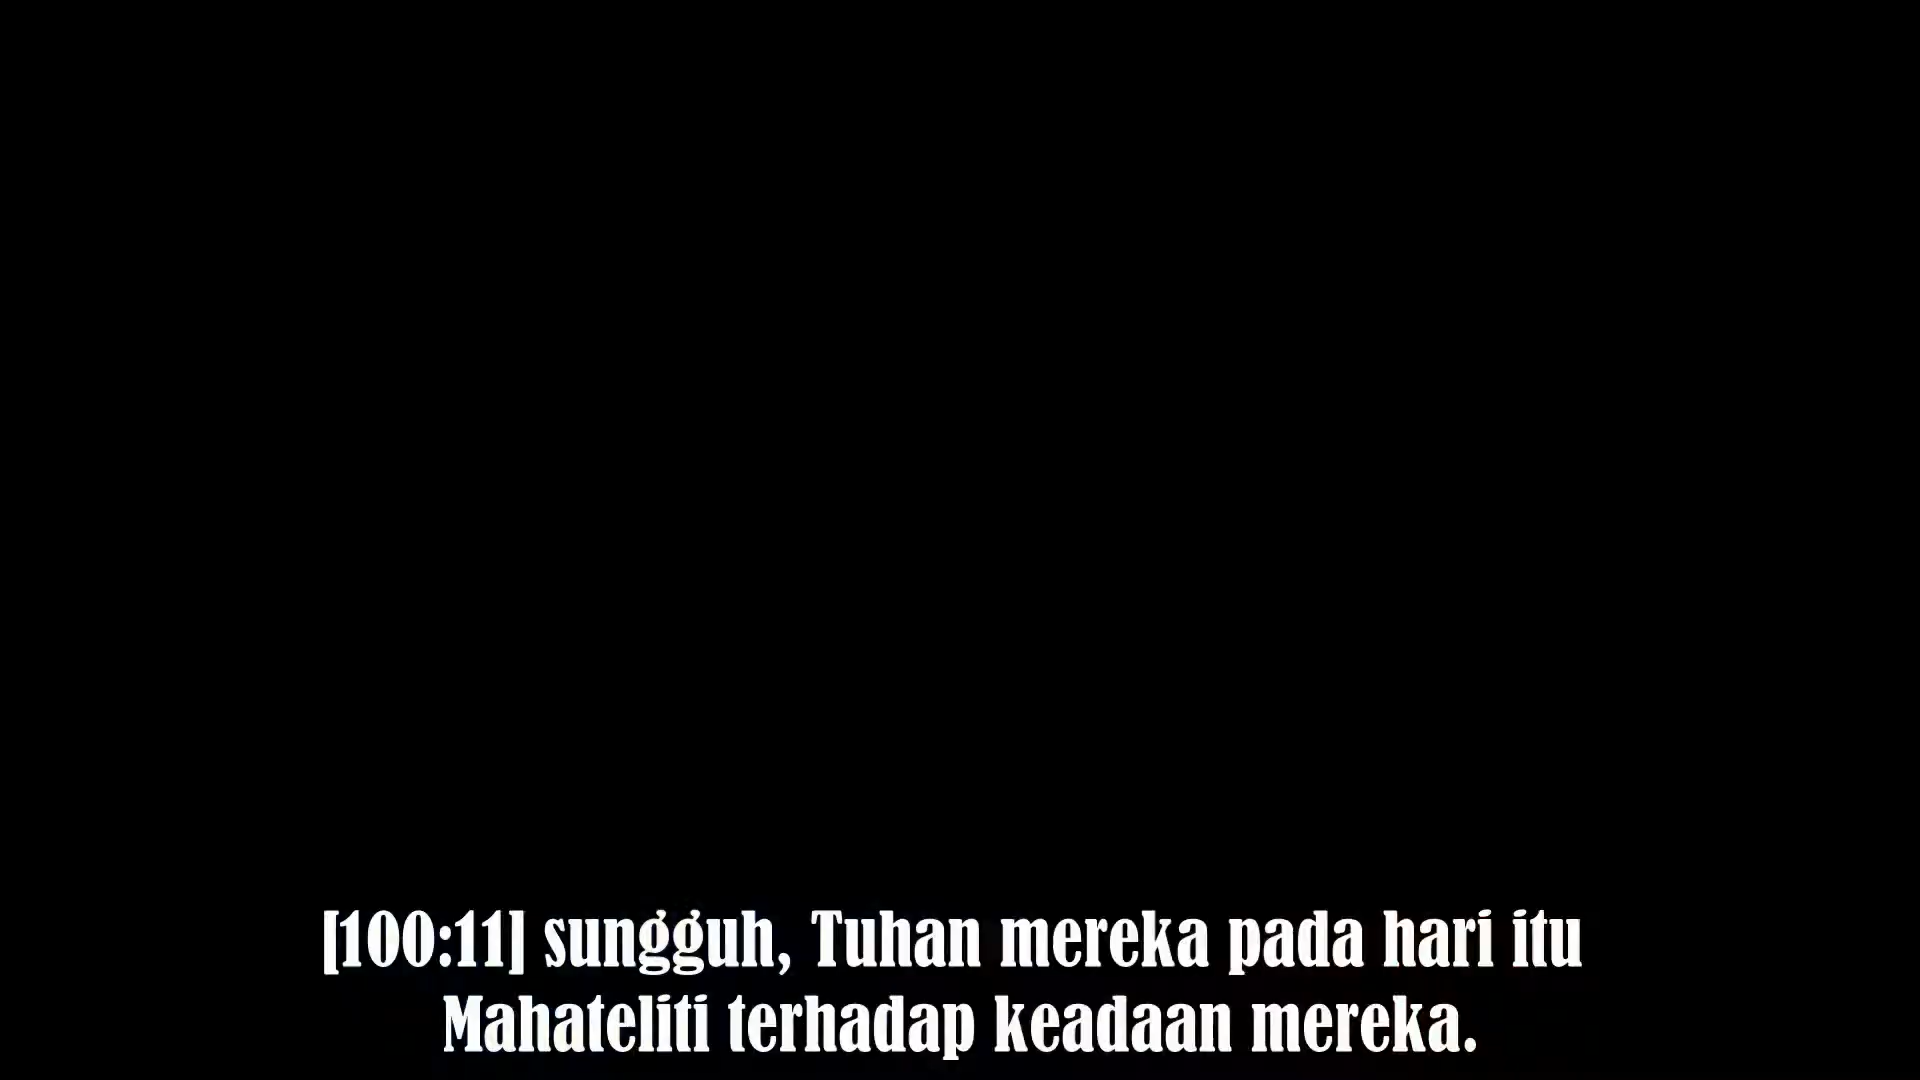 [100:11] sungguh, Tuhan mereka pada hari itu
Mahateliti terhadap keadaan mereka.